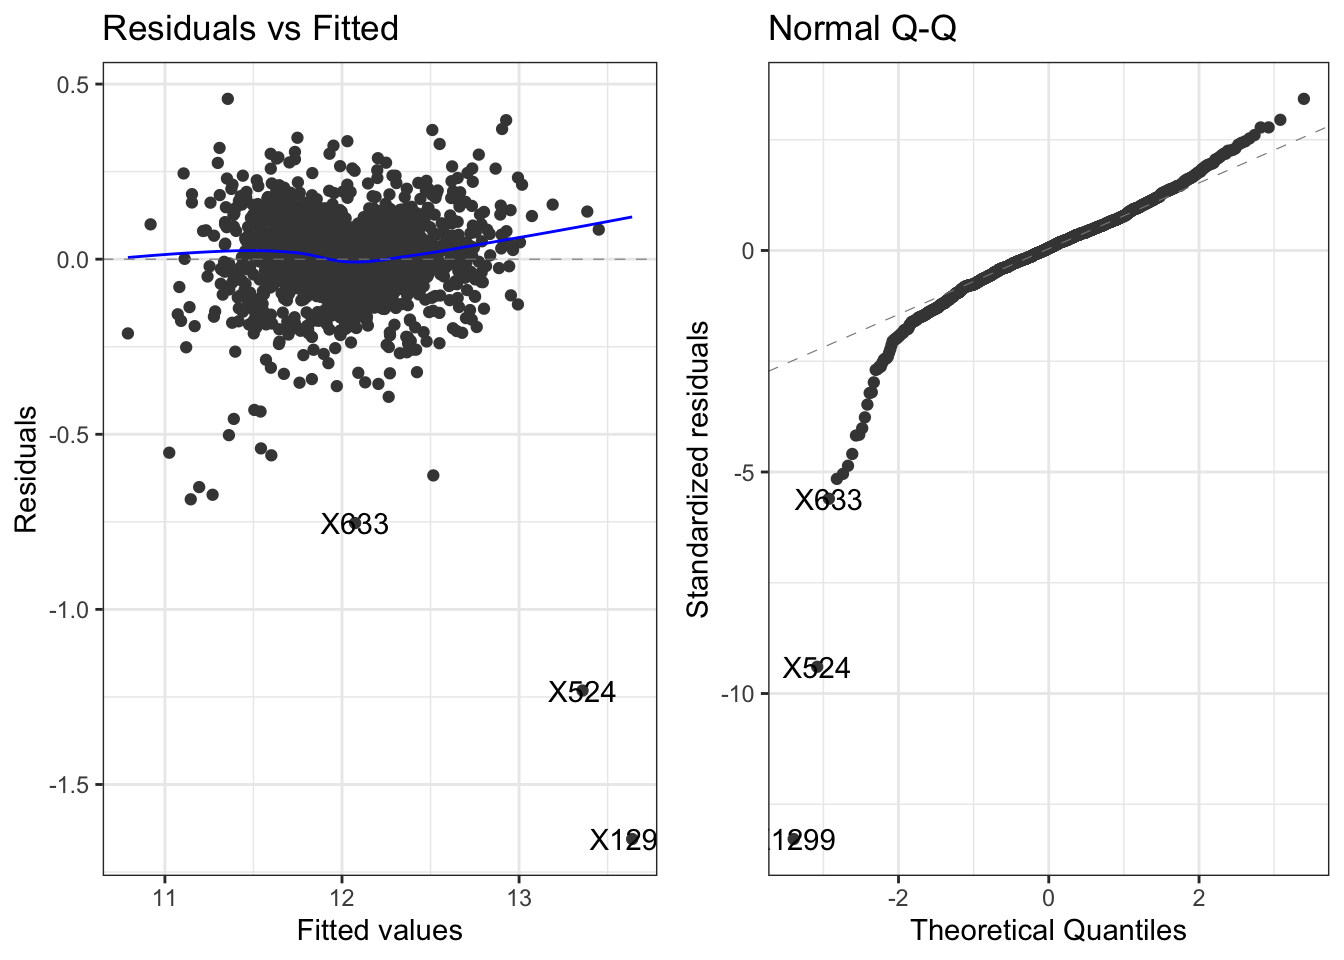 Residuals vs Fitted
0.5
0.0
-0.5
-1.0
-1.5
Residuals
X633
X524
X129
11
12
13
Fitted values
Normal Q-Q
0
-5
-10
Standardized residuals
X633
X524
1299
-2
0
2
Theoretical Quantiles